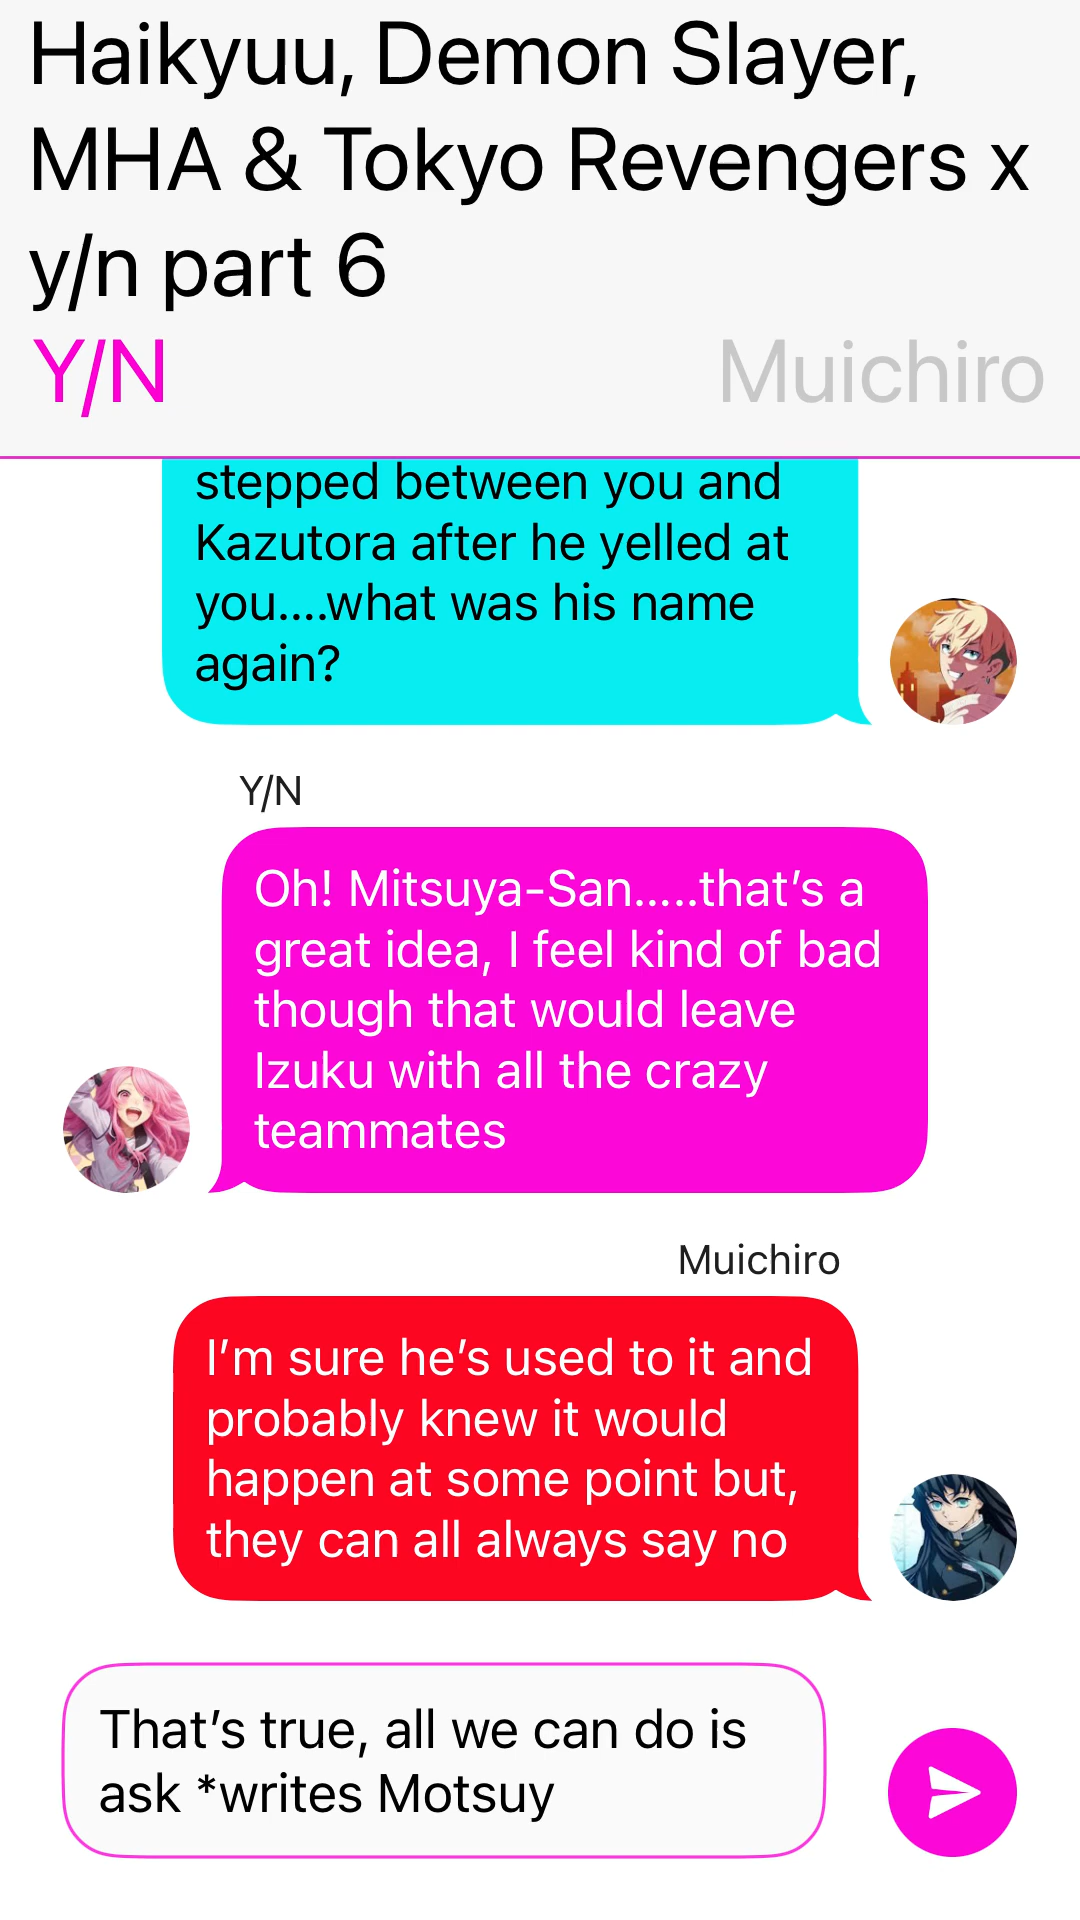 Haikyuu, Demon Slayer,
MHA & Tokyo Revengers x
y/n part 6
Y/N
Muichiro
stepped between you and
Kazutora after he yelled at
you....what was his name
again?
Y/N
Oh! Mitsuya-San.....that’s a
great idea, I feel kind of bad
though that would leave
Izuku with all the crazy
teammates
Muichiro
I’m sure he’s used to it and
probably knew it would
happen at some point but,
they can all always say no
That’s true, all we can do is
ask *writes Motsuy